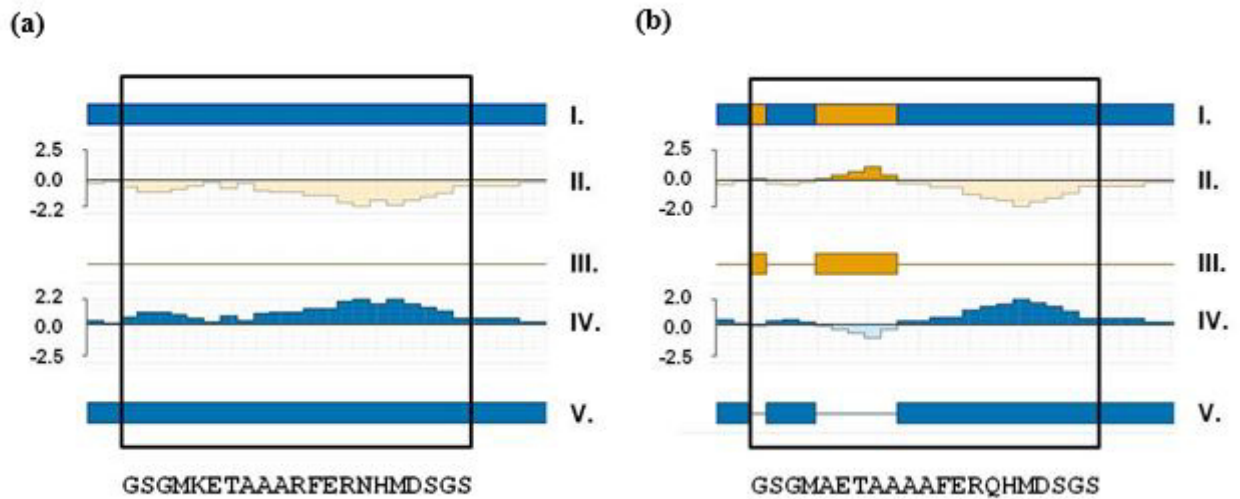 (a)
I.
2.5
0.0
-2.2
II.
III.
2.2
0.0
-2.5
IV.
V.
GSGMKETAAARFERNHMDSGS
(b)
I.
2.5
0.0
-2.0
II.
III.
2.0
0.0
-2.5
IV.
V.
GSGMAETAAAAFERQHMDSGS